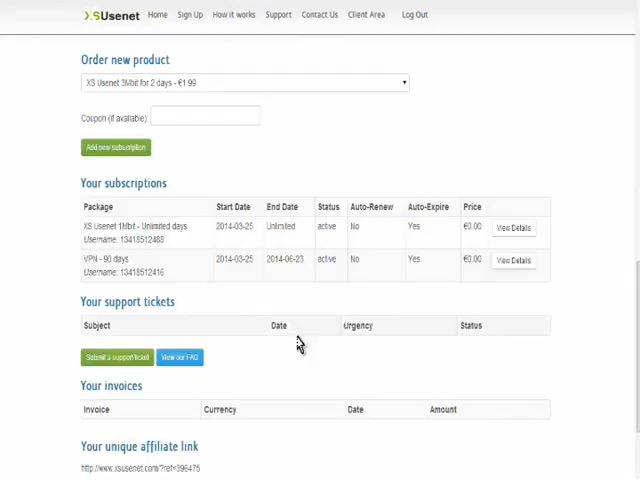 XSUsenet Home Sign Up How it works Support Contact Us Client Area Log Out
Order new product
XS Usenet 3Mbit for 2 days - €1.99
Coupon (if available):
Add new subscription
Your subscriptions
Package Start Date End Date Status Auto-Renew Auto-Expire Price
XS Usenet 1Mbit - Unlimited days 2014-03-25 Unlimited active No Yes €0.00 View Details
Username: 13418512488
VPN - 90 days 2014-03-25 2014-06-23 active No Yes €0.00 View Details
Username: 13418512416
Your support tickets
Subject Date Urgency Status
Submit a support ticket View our FAQ
Your invoices
Invoice Currency Date Amount
Your unique affiliate link
http://www.xsusenet.com/?ref=396475